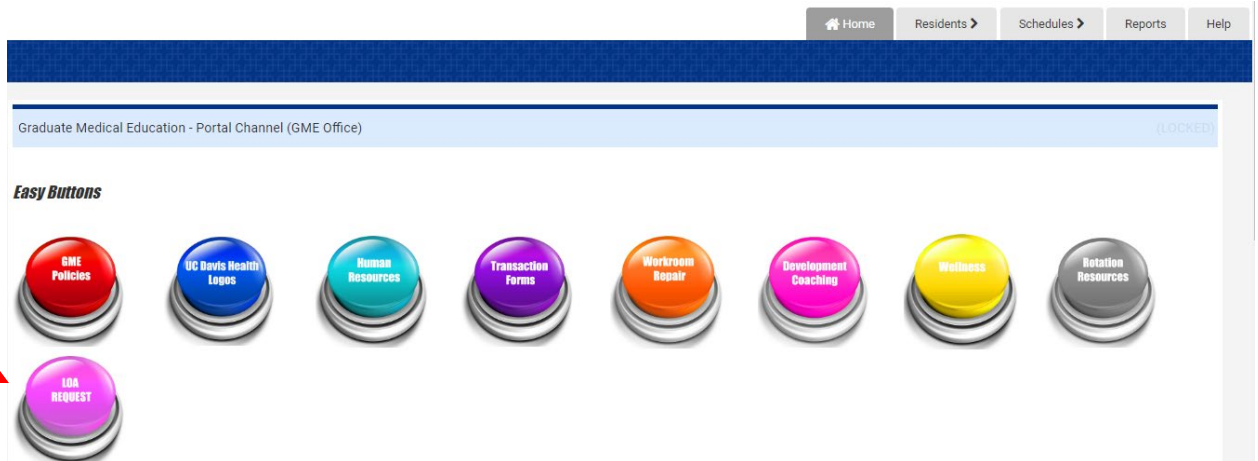 Home Residents Schedules Reports Help
Graduate Medical Education - Portal Channel (GME Office) (LOCKED)
Easy Buttons
GME
Policies
UC Davis Health
Logos
Human
Resources
Transaction
Forms
Workroom
Repair
Development
Coaching
Wellness
Rotation
Resources
LOA
REQUEST